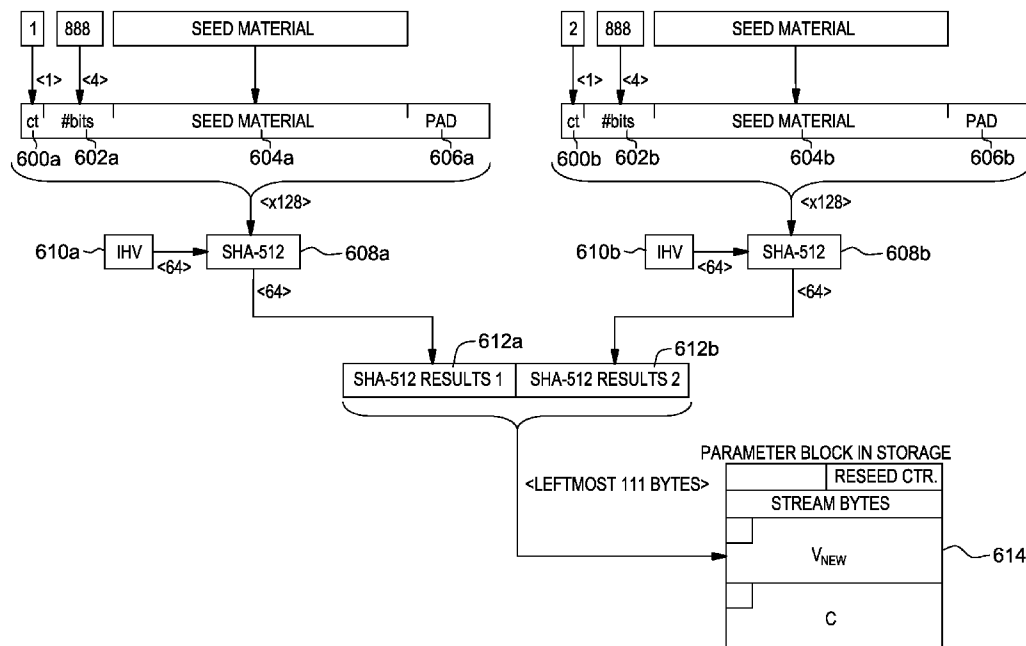 1 888 SEED MATERIAL 2 888 SEED MATERIAL
<1> <4> <1> <4>
ct #bits SEED MATERIAL PAD ct #bits SEED MATERIAL PAD
600a 602a 604a 606a 600b 602b 604b 606b
<x128> <x128>
610a IHV SHA-512 608a 610b IHV SHA-512 608b
<64> <64>
<64> <64>
612a 612b
SHA-512 RESULTS 1 SHA-512 RESULTS 2
PARAMETER BLOCK IN STORAGE
<LEFTMOST 111 BYTES> RESEED CTR.
STREAM BYTES
VNEW 614
C